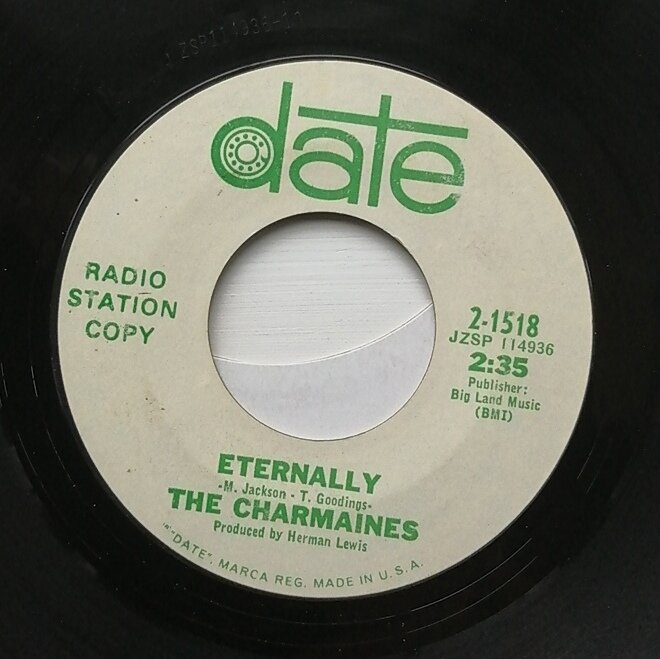 date
RADIO
STATION
COPY
2-1518
JZSP 114936
2:35
Publisher:
Big Land Music
(BMI)
ETERNALLY
-M. Jackson - T. Goodings-
THE CHARMAINES
Produced by Herman Lewis
"DATE", MARCA REG. MADE IN U.S.A.